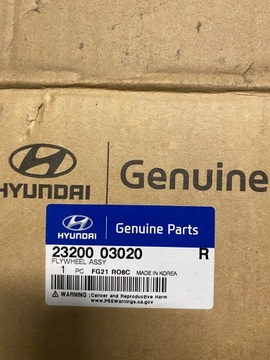 HYUNDAI
Genuine
HYUNDAI
Genuine Parts
23200 03020 R
FLYWHEEL ASSY
1 PC FG21 RO8C MADE IN KOREA
WARNING :Cancer and Reproductive Harm
www.P65Warnings.ca.gov